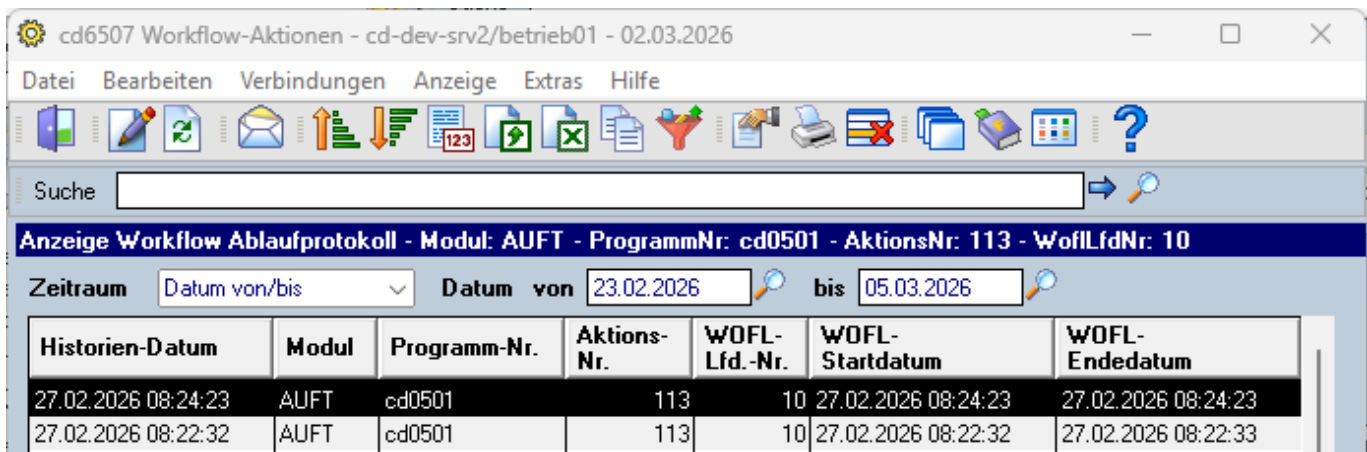 cd6507 Workflow-Aktionen - cd-dev-srv2/betrieb01 - 02.03.2026
Datei Bearbeiten Verbindungen Anzeige Extras Hilfe
123
Suche
Anzeige Workflow Ablaufprotokoll - Modul: AUFT - ProgrammNr: cd0501 - AktionsNr: 113 - WoflLfdNr: 10
Zeitraum Datum von/bis Datum von 23.02.2026 bis 05.03.2026
Historien-Datum Modul Programm-Nr. Aktions-Nr. WOFL-Lfd.-Nr. WOFL-Startdatum WOFL-Endedatum
27.02.2026 08:24:23 AUFT cd0501 113 10 27.02.2026 08:24:23 27.02.2026 08:24:23
27.02.2026 08:22:32 AUFT cd0501 113 10 27.02.2026 08:22:32 27.02.2026 08:22:33